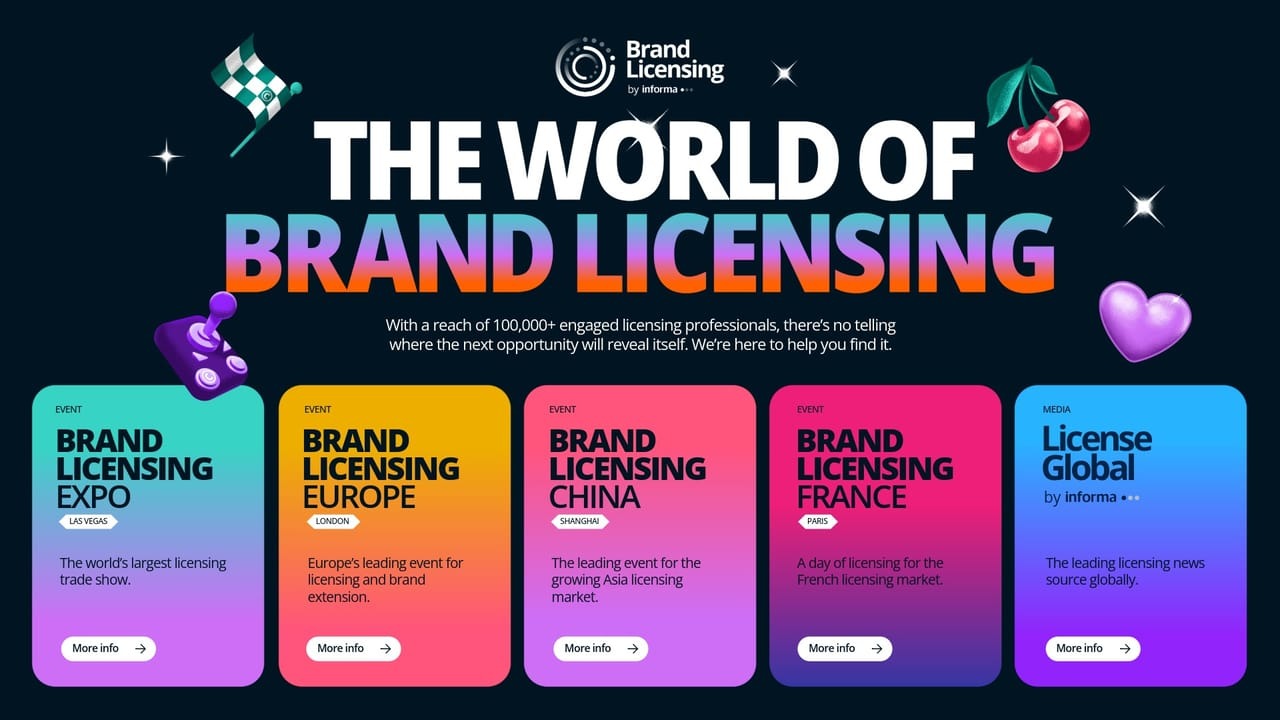 Brand
Licensing
by informa
THE WORLD OF
BRAND LICENSING
With a reach of 100,000+ engaged licensing professionals, there’s no telling
where the next opportunity will reveal itself. We’re here to help you find it.
EVENT
BRAND
LICENSING
EXPO
LAS VEGAS
The world’s largest licensing
trade show.
More info
EVENT
BRAND
LICENSING
EUROPE
LONDON
Europe’s leading event for
licensing and brand
extension.
More info
EVENT
BRAND
LICENSING
CHINA
SHANGHAI
The leading event for the
growing Asia licensing
market.
More info
EVENT
BRAND
LICENSING
FRANCE
PARIS
A day of licensing for the
French licensing market.
More info
MEDIA
License
Global
by informa
The leading licensing news
source globally.
More info